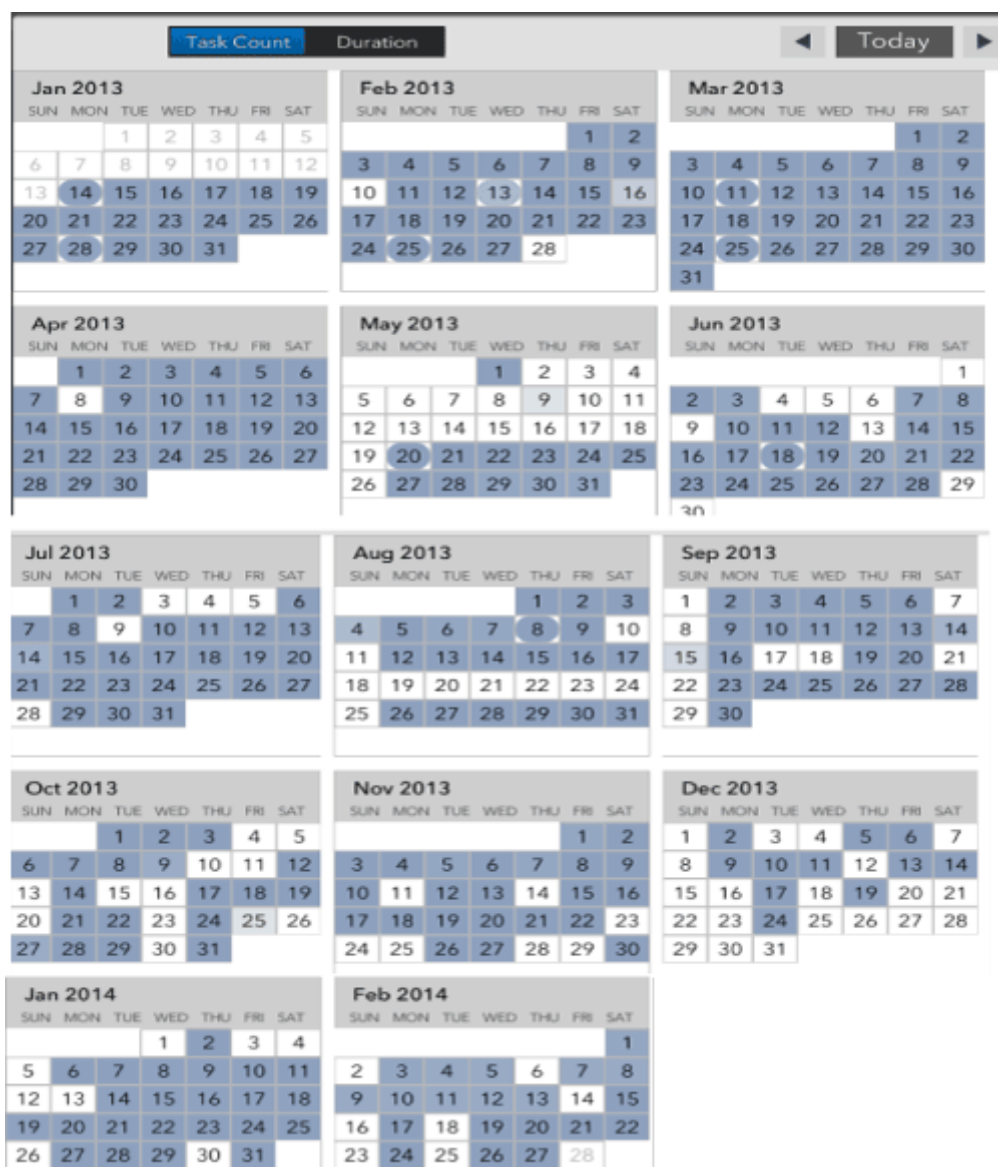 Task Count Duration ◀ Today ▶
Jan 2013 Feb 2013 Mar 2013
SUN MON TUE WED THU FRI SAT SUN MON TUE WED THU FRI SAT SUN MON TUE WED THU FRI SAT
1 2 3 4 5 1 2 1 2
6 7 8 9 10 11 12 3 4 5 6 7 8 9 3 4 5 6 7 8 9
13 14 15 16 17 18 19 10 11 12 13 14 15 16 10 11 12 13 14 15 16
20 21 22 23 24 25 26 17 18 19 20 21 22 23 17 18 19 20 21 22 23
27 28 29 30 31 24 25 26 27 28 24 25 26 27 28 29 30
31
Apr 2013 May 2013 Jun 2013
SUN MON TUE WED THU FRI SAT SUN MON TUE WED THU FRI SAT SUN MON TUE WED THU FRI SAT
1 2 3 4 5 6 1 2 3 4 1
7 8 9 10 11 12 13 5 6 7 8 9 10 11 2 3 4 5 6 7 8
14 15 16 17 18 19 20 12 13 14 15 16 17 18 9 10 11 12 13 14 15
21 22 23 24 25 26 27 19 20 21 22 23 24 25 16 17 18 19 20 21 22
28 29 30 26 27 28 29 30 31 23 24 25 26 27 28 29
30
Jul 2013 Aug 2013 Sep 2013
SUN MON TUE WED THU FRI SAT SUN MON TUE WED THU FRI SAT SUN MON TUE WED THU FRI SAT
1 2 3 4 5 6 1 2 3 1 2 3 4 5 6 7
7 8 9 10 11 12 13 4 5 6 7 8 9 10 8 9 10 11 12 13 14
14 15 16 17 18 19 20 11 12 13 14 15 16 17 15 16 17 18 19 20 21
21 22 23 24 25 26 27 18 19 20 21 22 23 24 22 23 24 25 26 27 28
28 29 30 31 25 26 27 28 29 30 31 29 30
Oct 2013 Nov 2013 Dec 2013
SUN MON TUE WED THU FRI SAT SUN MON TUE WED THU FRI SAT SUN MON TUE WED THU FRI SAT
1 2 3 4 5 1 2 1 2 3 4 5 6 7
6 7 8 9 10 11 12 3 4 5 6 7 8 9 8 9 10 11 12 13 14
13 14 15 16 17 18 19 10 11 12 13 14 15 16 15 16 17 18 19 20 21
20 21 22 23 24 25 26 17 18 19 20 21 22 23 22 23 24 25 26 27 28
27 28 29 30 31 24 25 26 27 28 29 30 29 30 31
Jan 2014 Feb 2014
SUN MON TUE WED THU FRI SAT SUN MON TUE WED THU FRI SAT
1 2 3 4 1
5 6 7 8 9 10 11 2 3 4 5 6 7 8
12 13 14 15 16 17 18 9 10 11 12 13 14 15
19 20 21 22 23 24 25 16 17 18 19 20 21 22
26 27 28 29 30 31 23 24 25 26 27 28